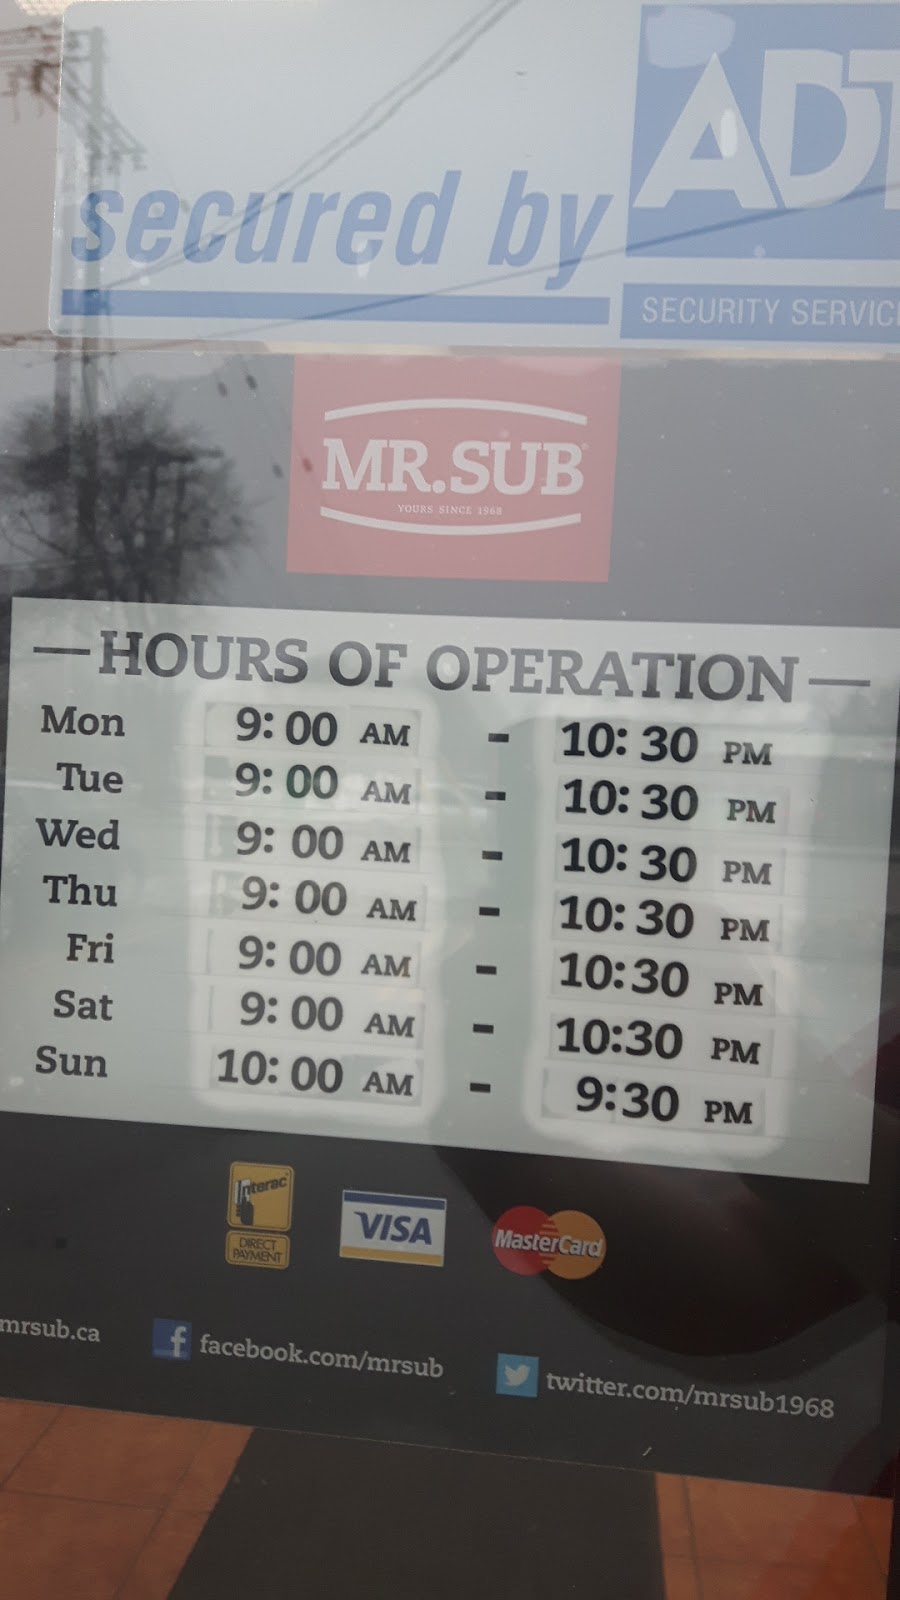 secured by
ADT
SECURITY SERVIC
MR.SUB
YOURS SINCE 1968
HOURS OF OPERATION
Mon 9:00 AM - 10:30 PM
Tue 9:00 AM - 10:30 PM
Wed 9:00 AM - 10:30 PM
Thu 9:00 AM - 10:30 PM
Fri 9:00 AM - 10:30 PM
Sat 9:00 AM - 10:30 PM
Sun 10:00 AM - 9:30 PM
Interac
DIRECT
PAYMENT
VISA
MasterCard
mrsub.ca
facebook.com/mrsub
twitter.com/mrsub1968